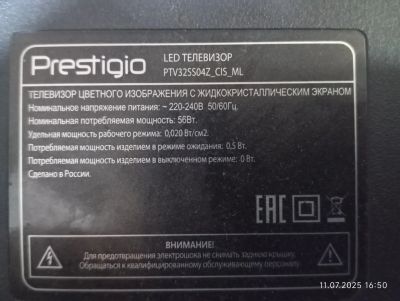 Prestigio
LED ТЕЛЕВИЗОР
PTV32SS04Z_CIS_ML
ТЕЛЕВИЗОР ЦВЕТНОГО ИЗОБРАЖЕНИЯ С ЖИДКОКРИСТАЛЛИЧЕСКИМ ЭКРАНОМ
Номинальное напряжение питания: ~ 220-240В 50/60Гц.
Номинальная потребляемая мощность: 56Вт.
Удельная мощность рабочего режима: 0,020 Вт/см2.
Потребляемая мощность изделием в режиме ожидания: 0,5 Вт.
Потребляемая мощность изделием в выключенном режиме: 0 Вт.
Сделано в России.
EAC
ВНИМАНИЕ!
Для предотвращения электрошока не снимать заднюю крышку.
Обращаться к квалифицированному обслуживающему персоналу.
11.07.2025 16:50